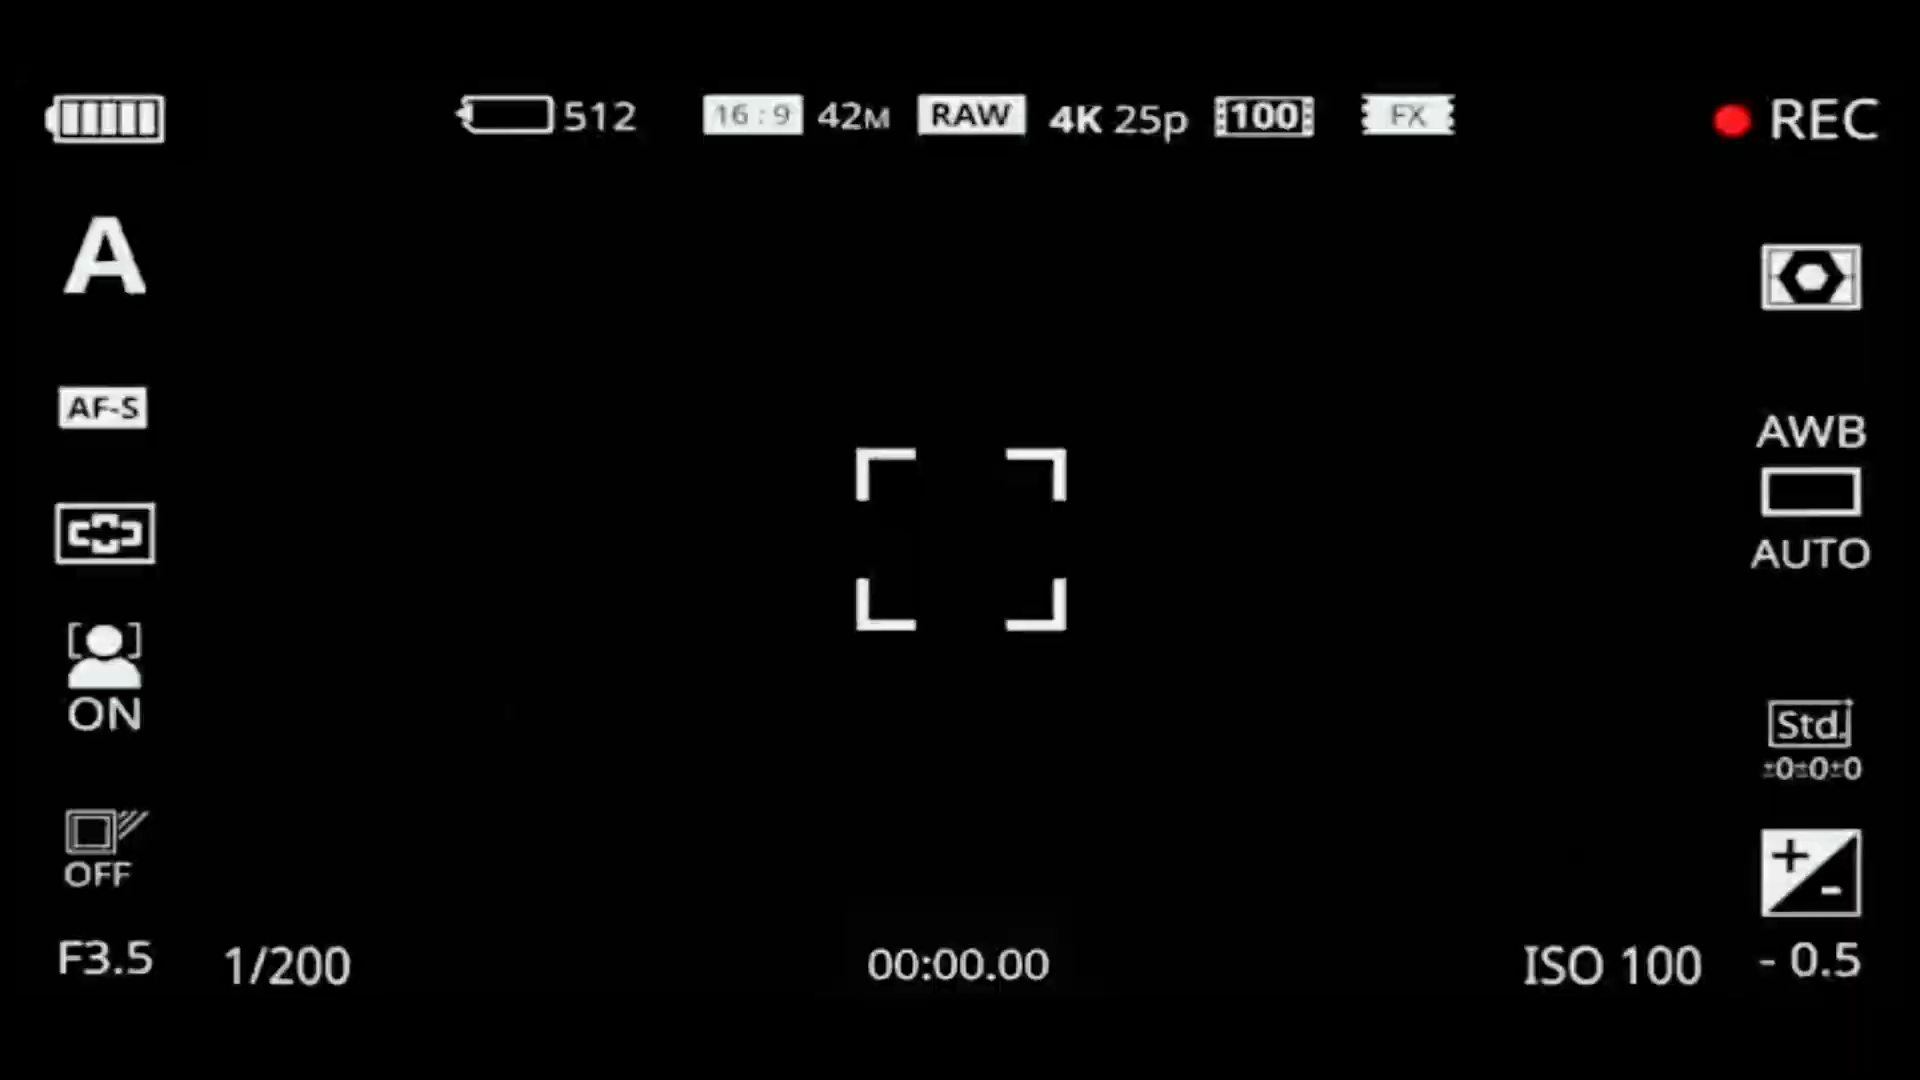 512 16:9 42M RAW 4K 25p 100 FX REC
A
AF-S
AWB
AUTO
ON
Std.
±0±0±0
OFF
+ -
F3.5 1/200 00:00.00 ISO 100 - 0.5